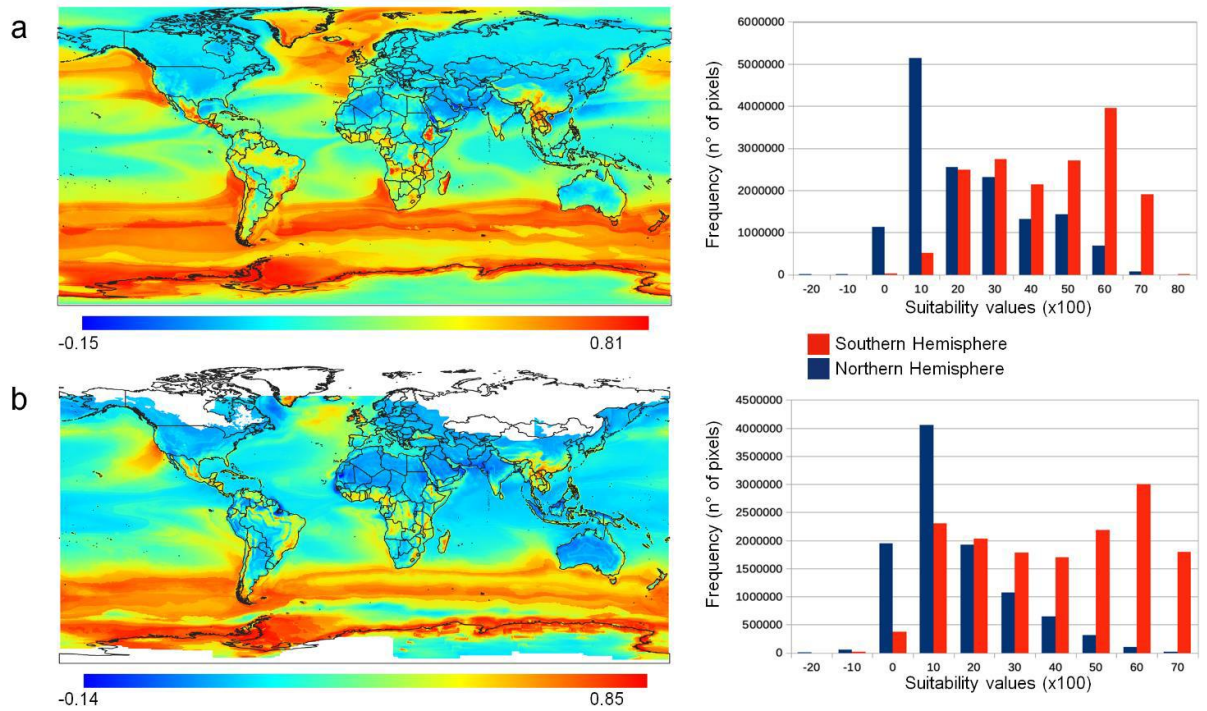 a
-0.15
0.81
Frequency (n° of pixels)
6000000
5000000
4000000
3000000
2000000
1000000
0
-20 -10 0 10 20 30 40 50 60 70 80
Suitability values (x100)
Southern Hemisphere
Northern Hemisphere
b
-0.14
0.85
Frequency (n° of pixels)
4500000
4000000
3500000
3000000
2500000
2000000
1500000
1000000
500000
0
-20 -10 0 10 20 30 40 50 60 70
Suitability values (x100)